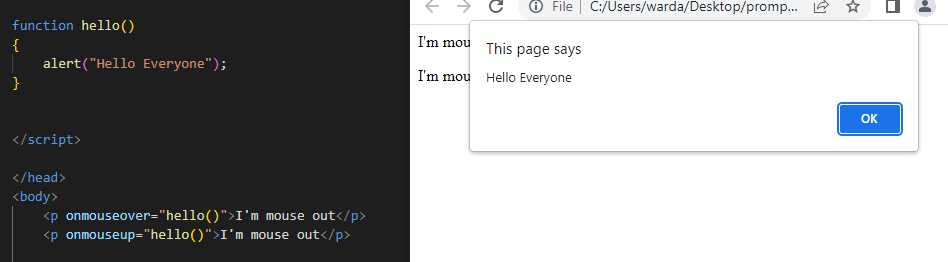 function hello()
{
alert("Hello Everyone");
}
</script>
</head>
<body>
<p onmouseover="hello()">I'm mouse out</p>
<p onmouseup="hello()">I'm mouse out</p>
File | C:/Users/warda/Desktop/promp...
I'm mou
I'm mou
This page says
Hello Everyone
OK